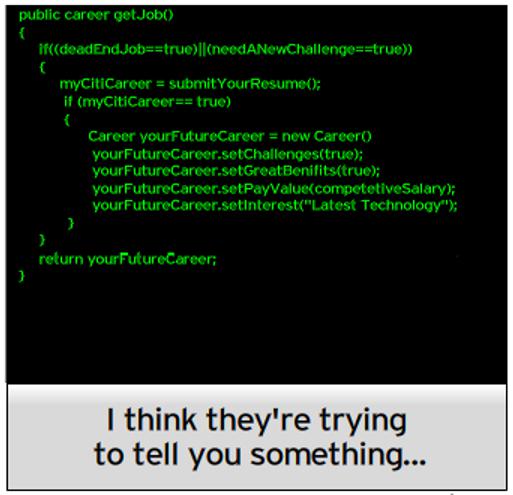 public career getJob()
{
if((deadEndJob==true)||(needANewChallenge==true))
{
myCitiCareer = submitYourResume();
if (myCitiCareer== true)
{
Career yourFutureCareer = new Career()
yourFutureCareer.setChallenges(true);
yourFutureCareer.setGreatBenifits(true);
yourFutureCareer.setPayValue(competetiveSalary);
yourFutureCareer.setInterest("Latest Technology");
}
}
return yourFutureCareer;
}
I think they're trying
to tell you something...